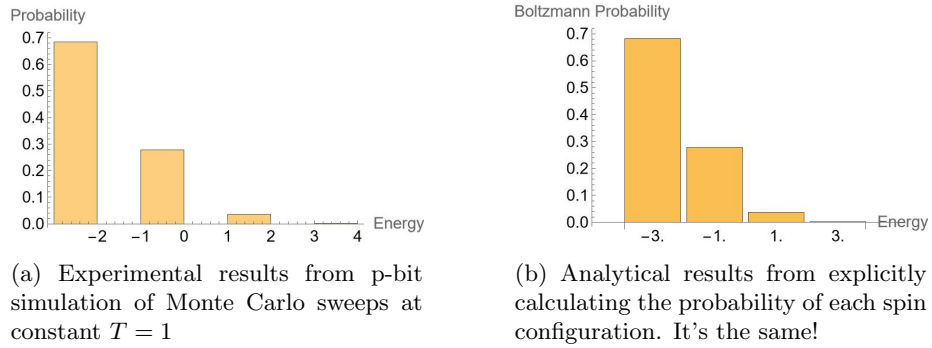 Probability
0.7
0.6
0.5
0.4
0.3
0.2
0.1
0.0
−2 −1 0 1 2 3 4
Energy
(a) Experimental results from p-bit
simulation of Monte Carlo sweeps at
constant T = 1
Boltzmann Probability
0.7
0.6
0.5
0.4
0.3
0.2
0.1
0.0
−3. −1. 1. 3.
Energy
(b) Analytical results from explicitly
calculating the probability of each spin
configuration. It's the same!